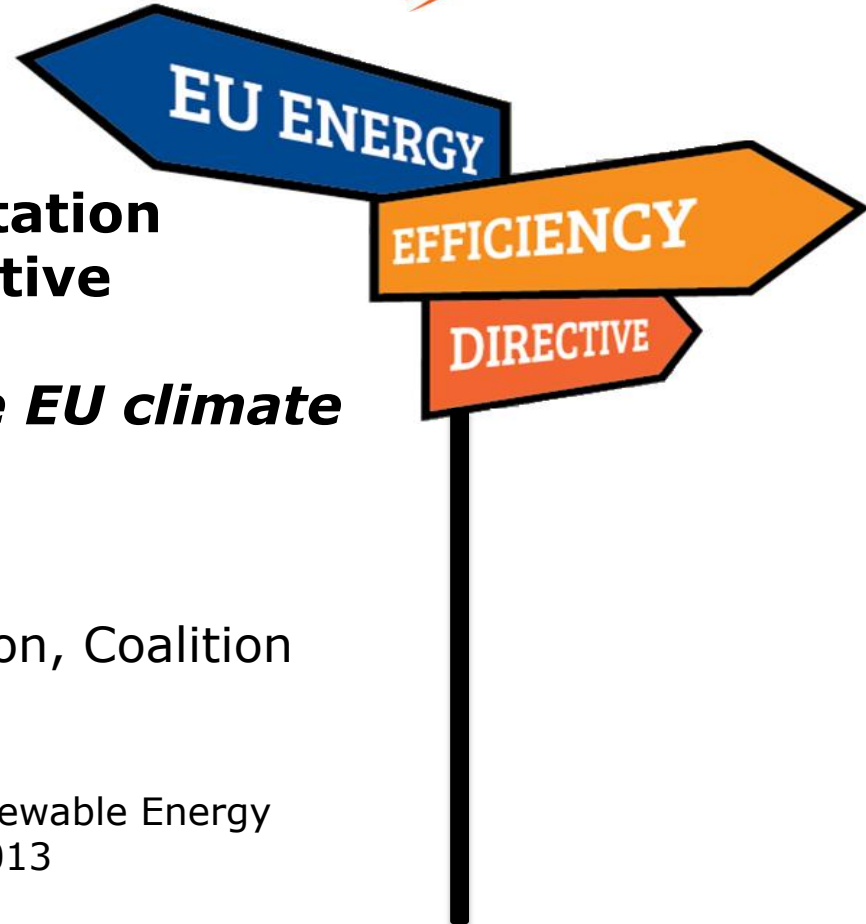 EU ENERGY
EFFICIENCY
DIRECTIVE
tation
tive
e EU climate
on, Coalition
ewable Energy
013